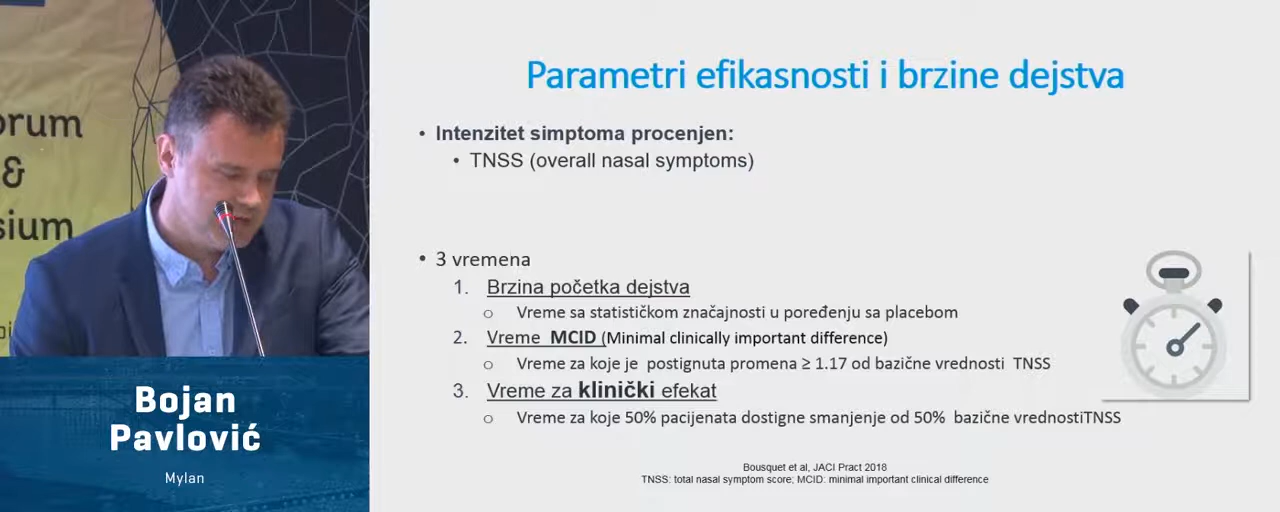 orum
&
sium
Bojan
Pavlović
Mylan
Parametri efikasnosti i brzine dejstva
• Intenzitet simptoma procenjen:
• TNSS (overall nasal symptoms)
• 3 vremena
1. Brzina početka dejstva
o Vreme sa statističkom značajnosti u poređenju sa placebom
2. Vreme MCID (Minimal clinically important difference)
o Vreme za koje je postignuta promena ≥ 1.17 od bazične vrednosti TNSS
3. Vreme za klinički efekat
o Vreme za koje 50% pacijenata dostigne smanjenje od 50% bazične vrednostiTNSS
Bousquet et al, JACI Pract 2018
TNSS: total nasal symptom score; MCID: minimal important clinical difference